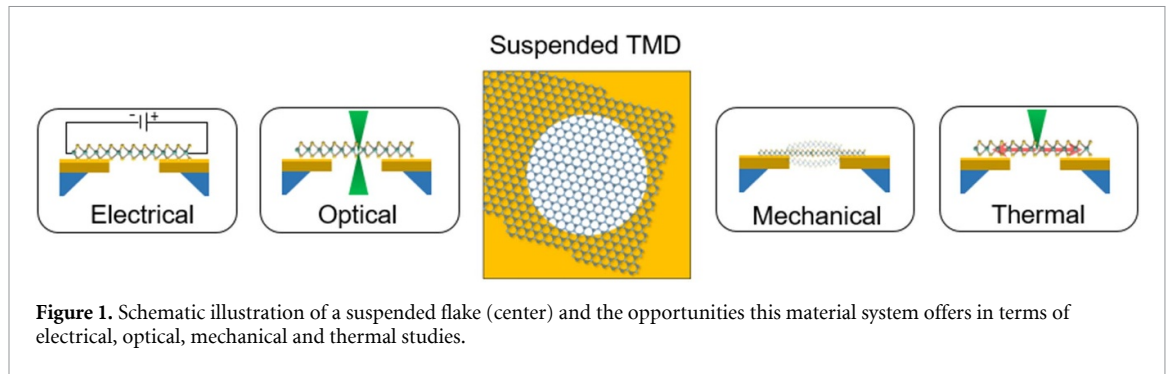 Suspended TMD
- +
Electrical
Optical
Mechanical
Thermal
Figure 1. Schematic illustration of a suspended flake (center) and the opportunities this material system offers in terms of
electrical, optical, mechanical and thermal studies.